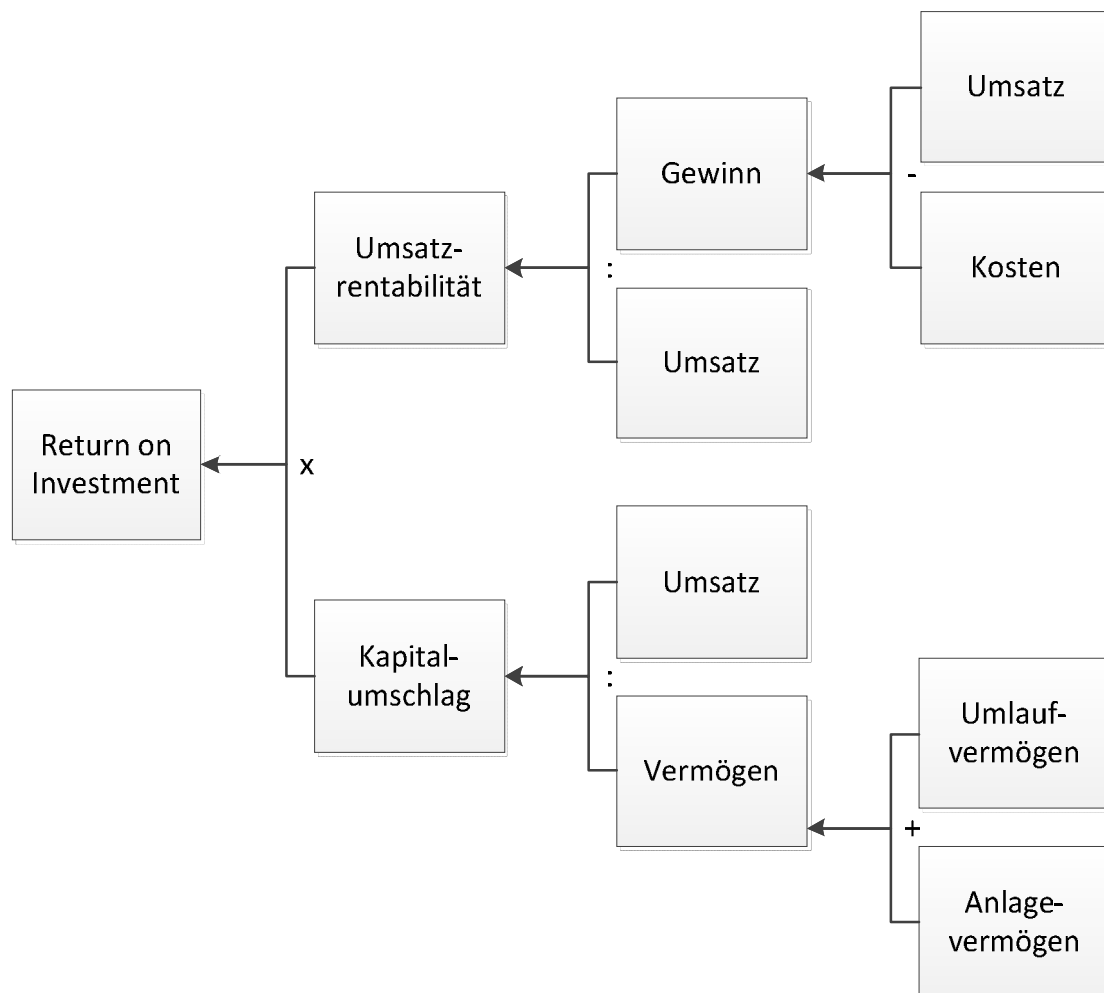 Umsatz
Gewinn
-
Umsatz-
rentabilität
:
Kosten
Umsatz
Return on
Investment
x
Umsatz
Kapital-
umschlag
:
Umlauf-
vermögen
Vermögen
+
Anlage-
vermögen